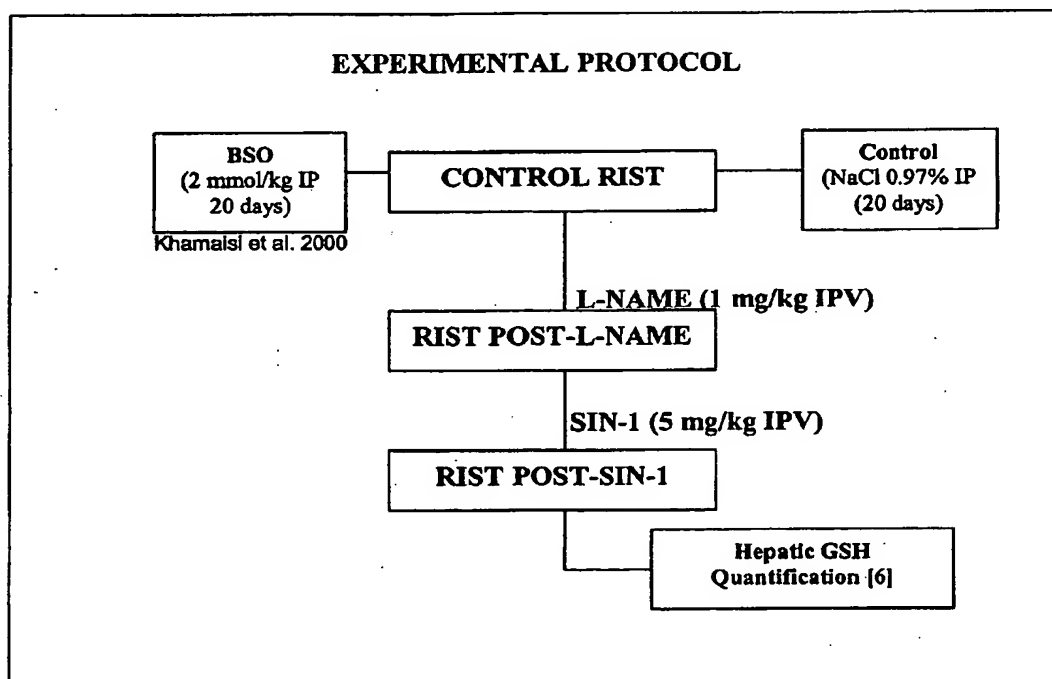 EXPERIMENTAL PROTOCOL
BSO
(2 mmol/kg IP
20 days)
Khamaisi et al. 2000
CONTROL RIST
Control
(NaCl 0.97% IP
(20 days)
L-NAME (1 mg/kg IPV)
RIST POST-L-NAME
SIN-1 (5 mg/kg IPV)
RIST POST-SIN-1
Hepatic GSH
Quantification [6]